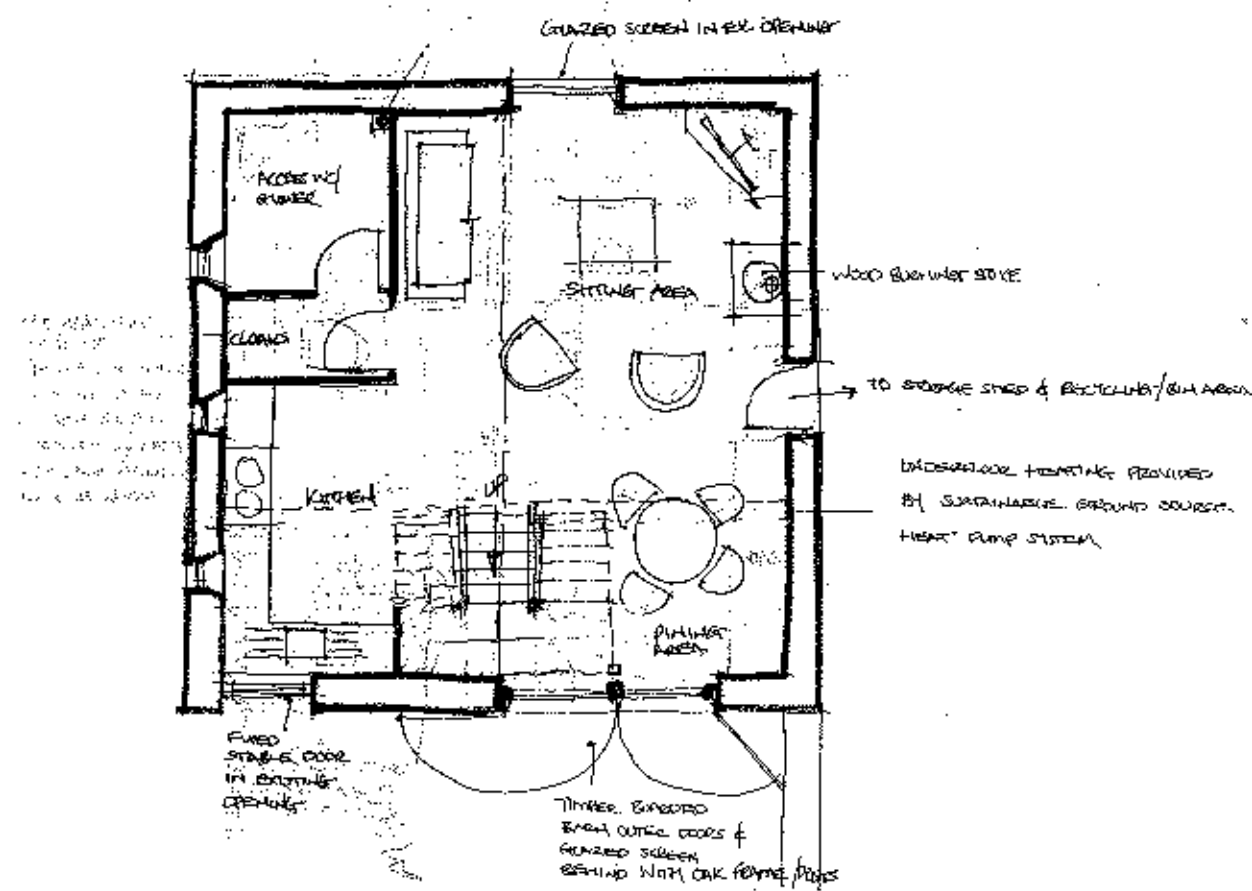 GLAZED SCREEN IN EX. OPENING
ACCESS WC/
SHOWER
SITTING AREA
WOOD BURNING STOVE
CLOAKS
TO STORAGE SHED & RECYCLING/BIN AREA
UP
KITCHEN
UNDERFLOOR HEATING PROVIDED
BY SUSTAINABLE GROUND SOURCE
HEAT PUMP SYSTEM
DINING
AREA
FIXED
STABLE DOOR
IN EXISTING
OPENING
TIMBER BOARDED
BARN OUTER DOORS &
GLAZED SCREEN
BEHIND WITH OAK FRAME/DOORS